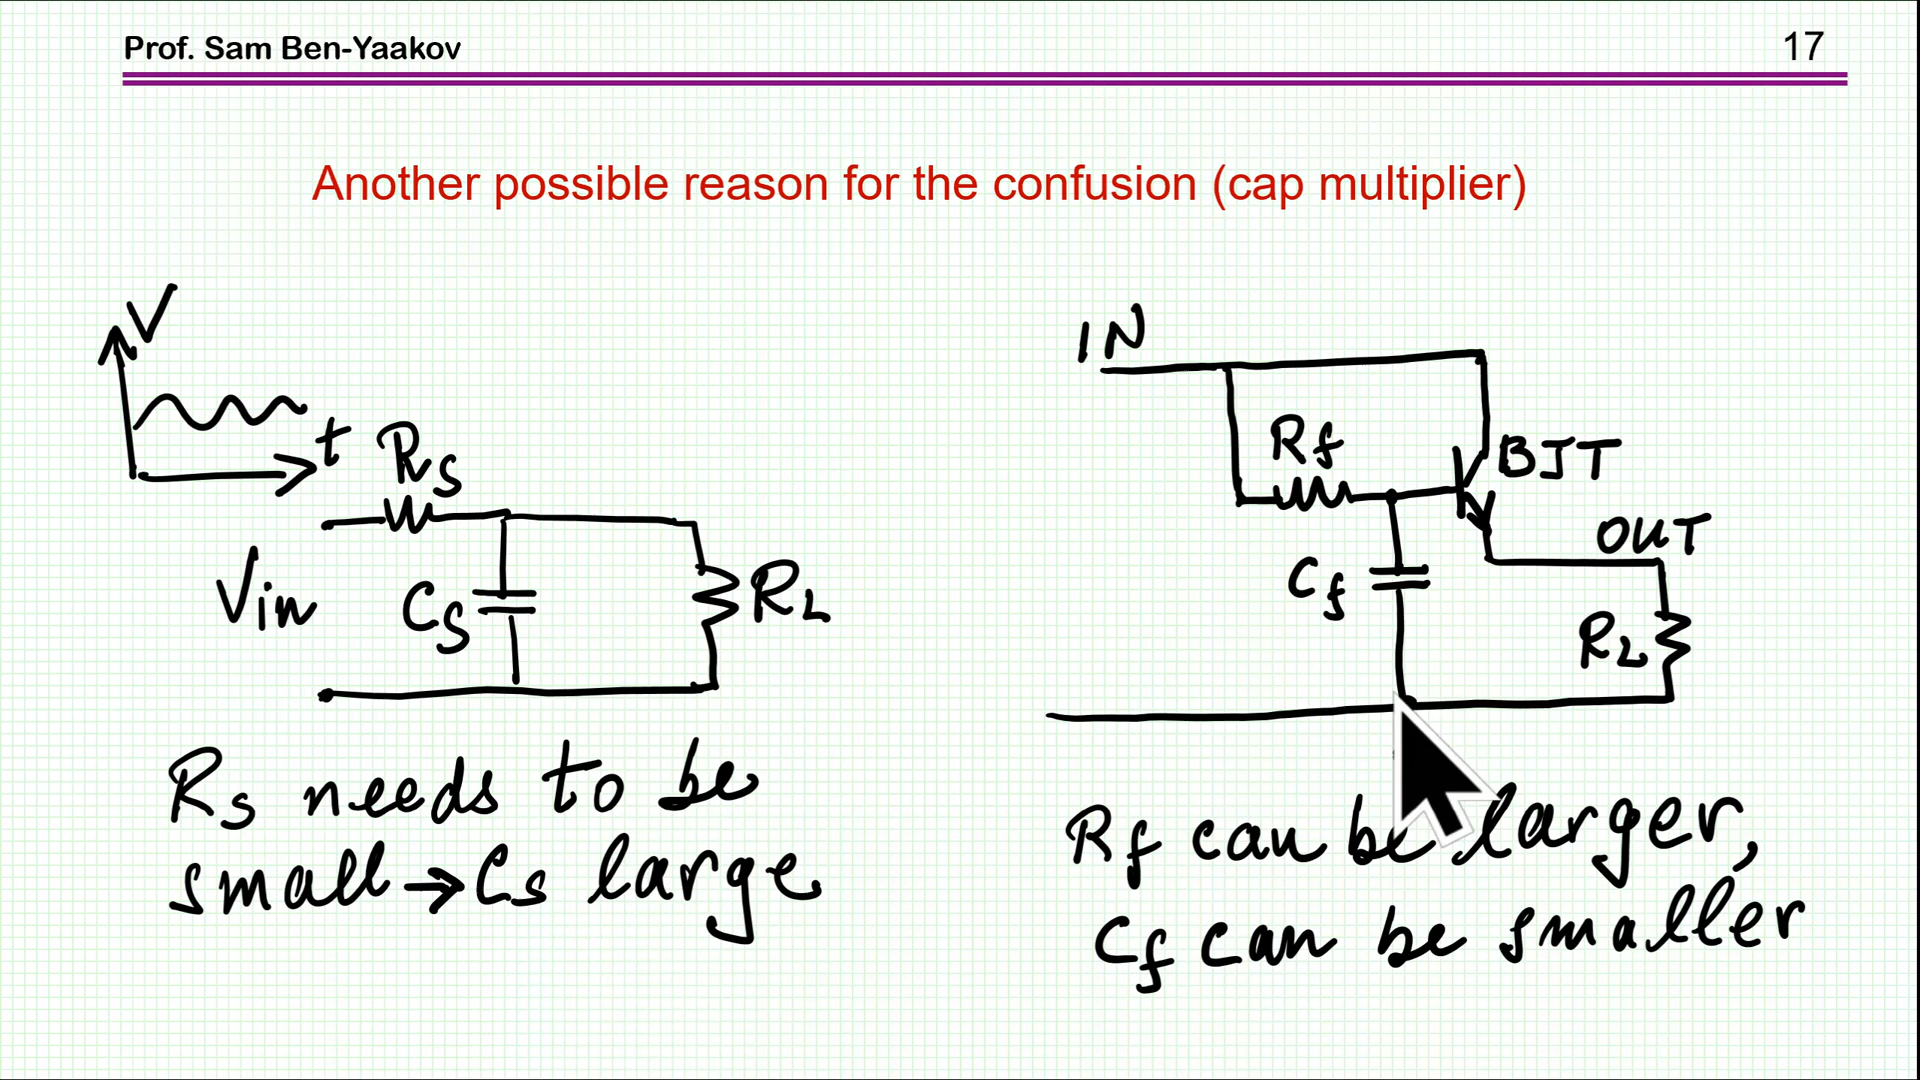 Prof. Sam Ben-Yaakov
17
Another possible reason for the confusion (cap multiplier)
V
t
Rs
Vin
Cs
RL
Rs needs to be
small → Cs large
IN
Rf
BJT
OUT
Cf
RL
Rf can be larger,
Cf can be smaller